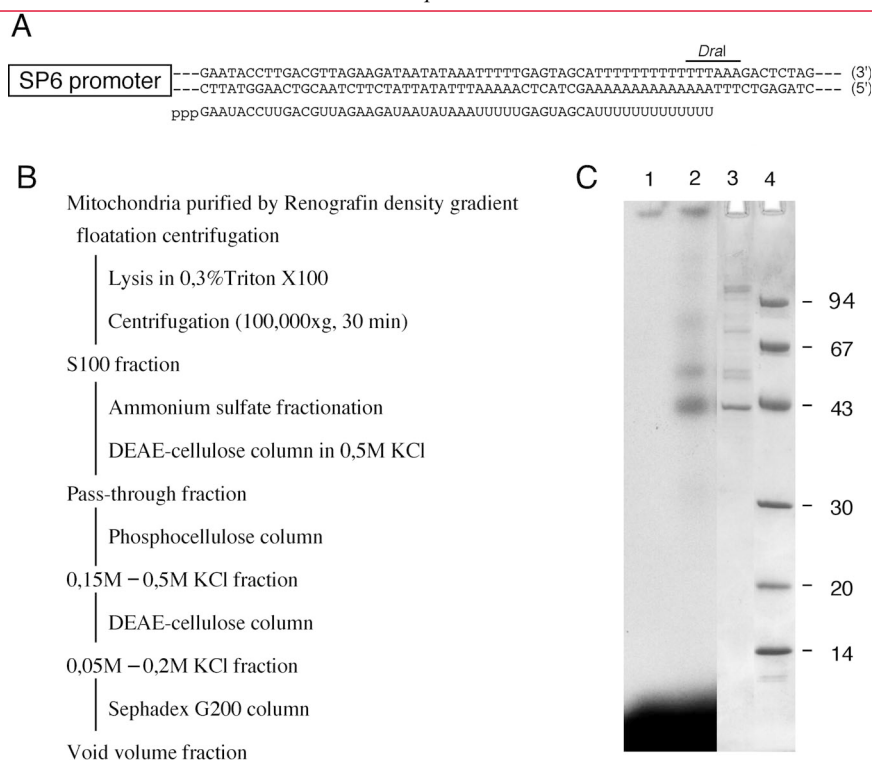 A
DraI
---GAATACCTTGACGTTAGAAGATAATATAAATTTTTGAGTAGCATTTTTTTTTTTTTTTAAAGACTCTAG--- (3')
SP6 promoter
---CTTATGGAACTGCAATCTTCTATTATATTTAAAAACTCATCGAAAAAAAAAAAAAAAATTTCTGAGATC--- (5')
pppGAAUACCUUGACGUUAGAAGAUAAUAUAAAUUUUUGAGUAGCAUUUUUUUUUUUUUU
B
Mitochondria purified by Renografin density gradient
floatation centrifugation
Lysis in 0,3%Triton X100
Centrifugation (100,000xg, 30 min)
S100 fraction
Ammonium sulfate fractionation
DEAE-cellulose column in 0,5M KCl
Pass-through fraction
Phosphocellulose column
0,15M – 0,5M KCl fraction
DEAE-cellulose column
0,05M – 0,2M KCl fraction
Sephadex G200 column
Void volume fraction
C
1 2 3 4
– 94
– 67
– 43
– 30
– 20
– 14